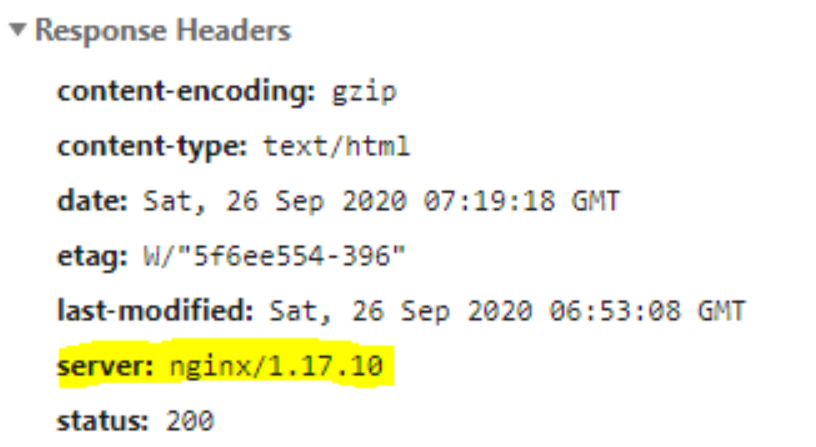 Response Headers
content-encoding: gzip
content-type: text/html
date: Sat, 26 Sep 2020 07:19:18 GMT
etag: W/"5f6ee554-396"
last-modified: Sat, 26 Sep 2020 06:53:08 GMT
server: nginx/1.17.10
status: 200